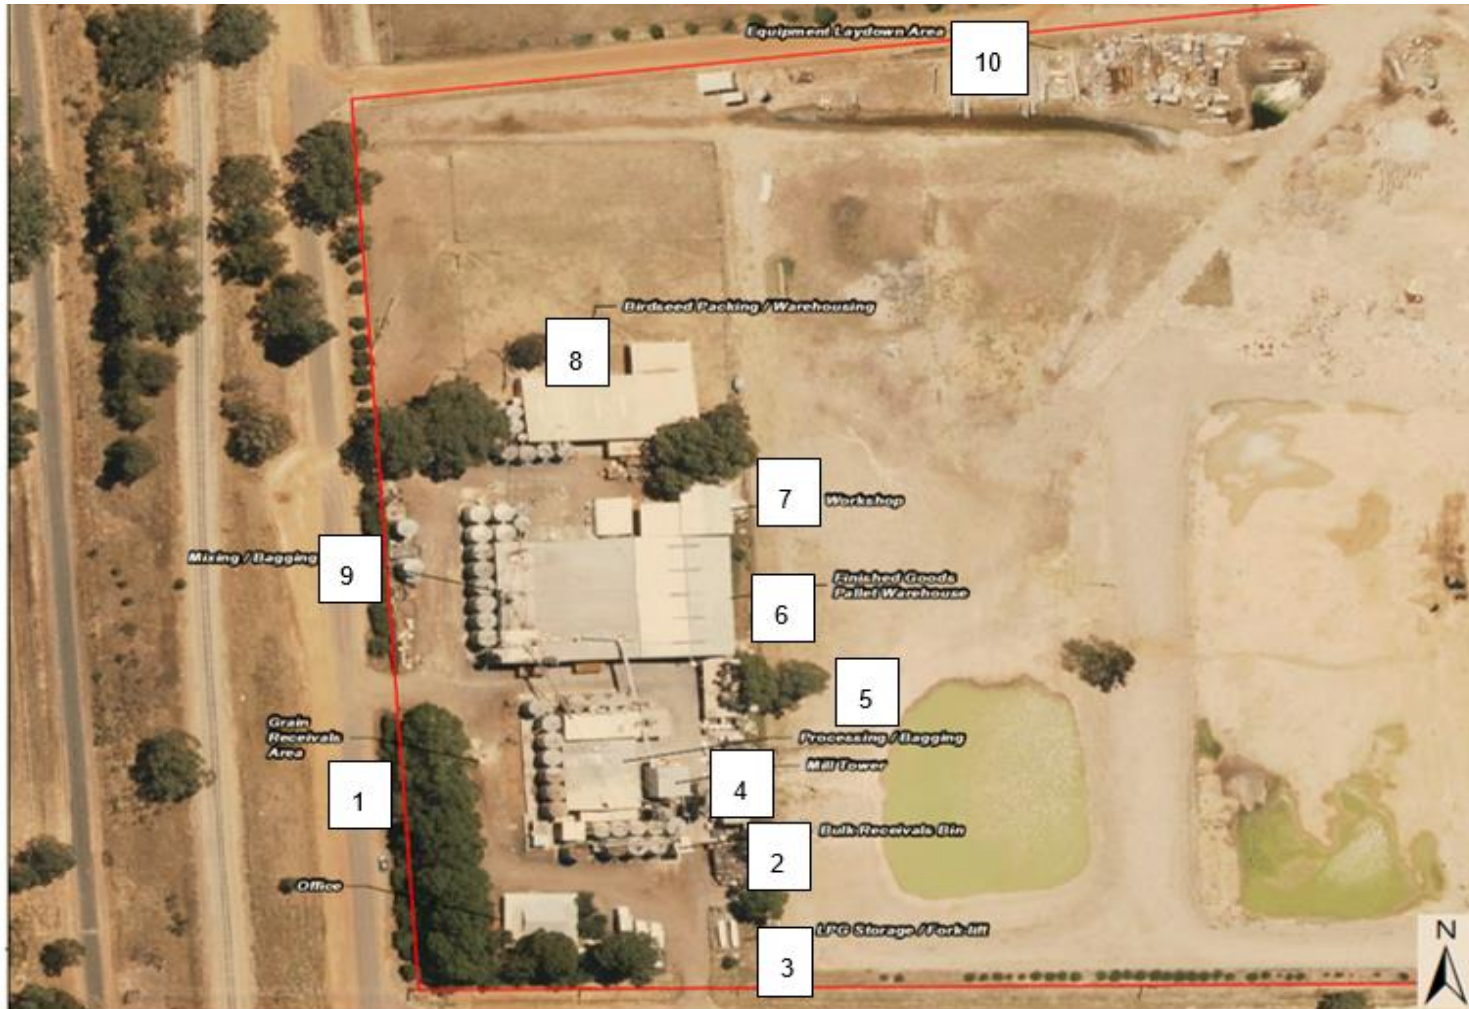 Equipment Laydown Area
10
Birdseed Packing / Warehousing
8
7
Workshop
Mixing / Bagging
9
Finished Goods
Pallet Warehouse
6
5
Grain
Receivals
Area
Processing / Bagging
Mill Tower
4
1
Bulk Receivals Bin
2
Office
LPG Storage / Fork-lift
3
N